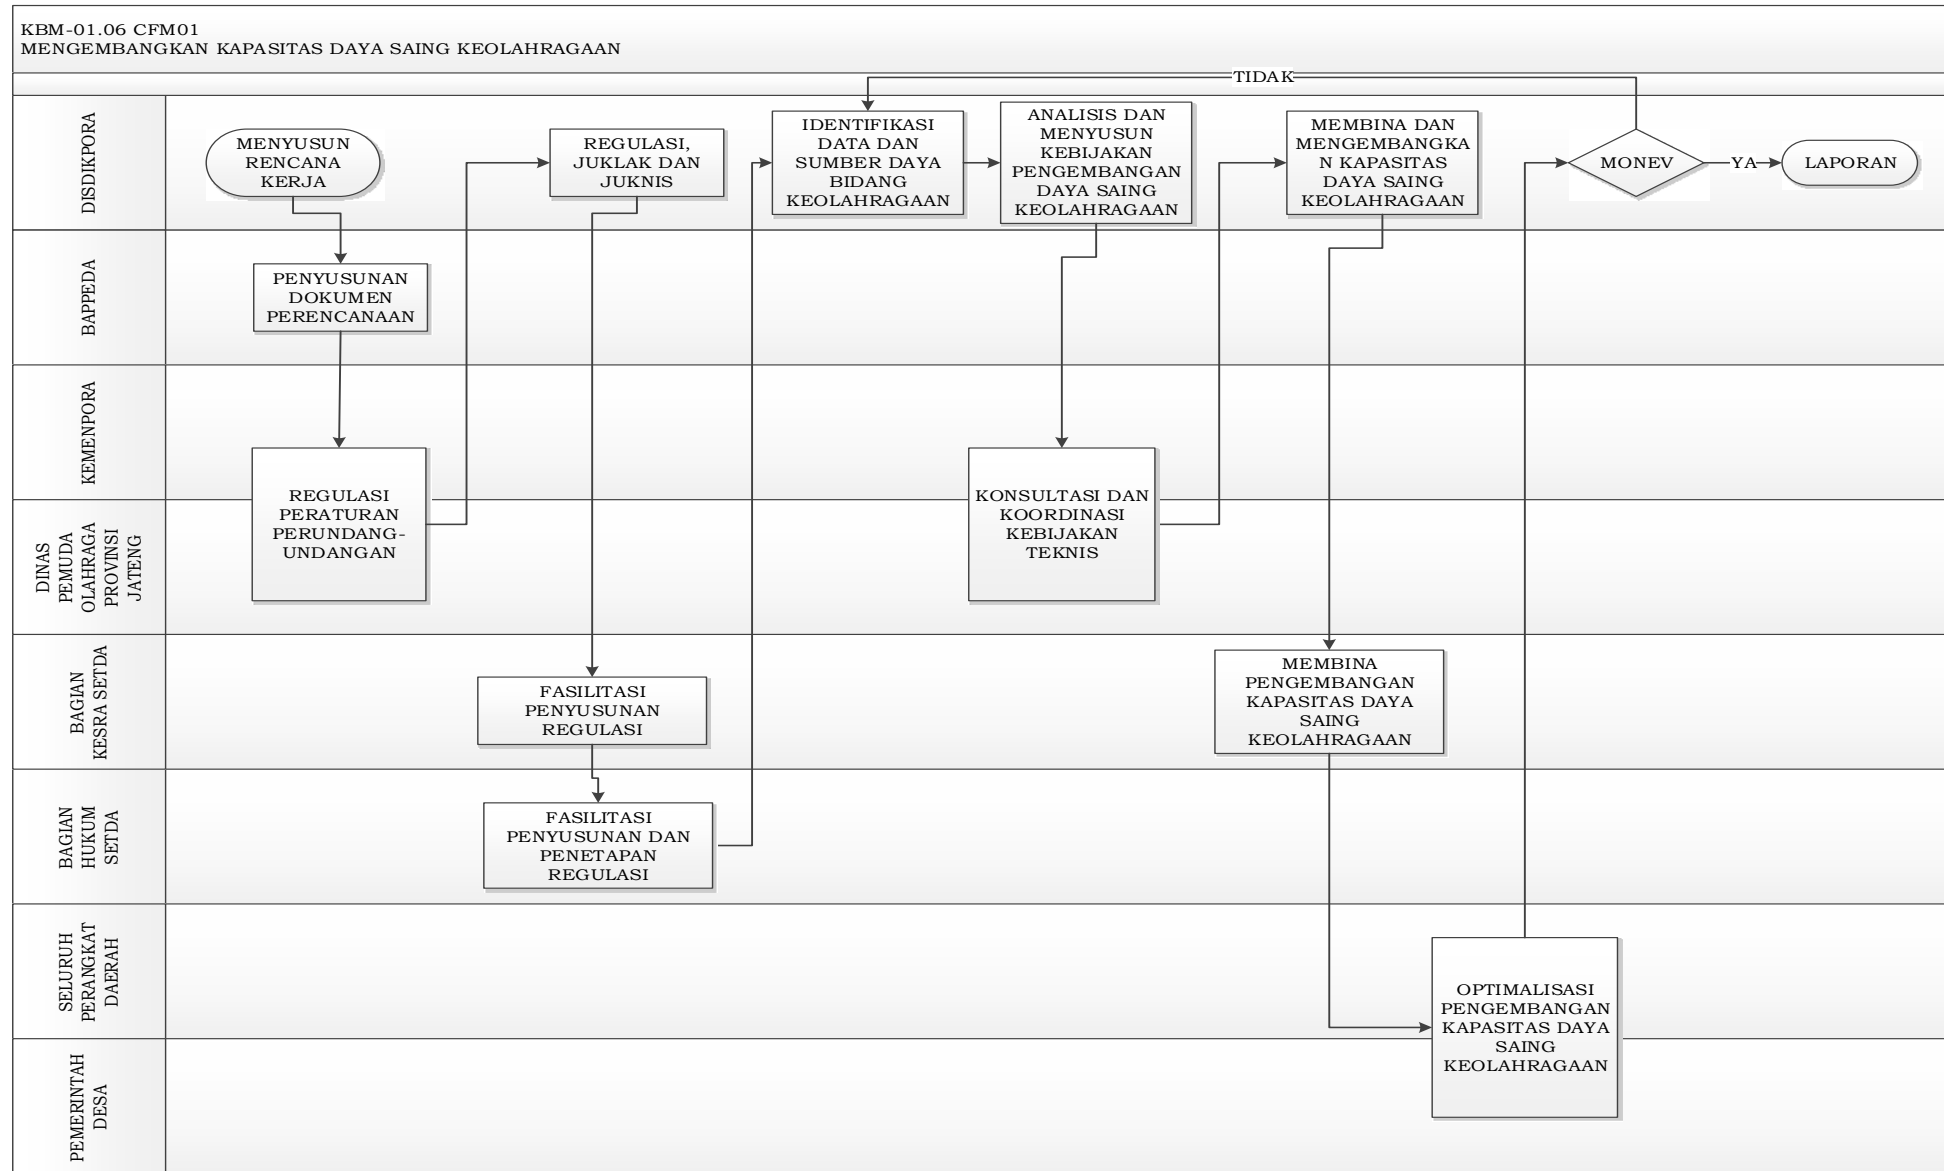 KBM-01.06 CFM01
MENGEMBANGKAN KAPASITAS DAYA SAING KEOLAHRAGAAN
TIDAK
DISDIKPORA
MENYUSUN
RENCANA
KERJA
REGULASI,
JUKLAK DAN
JUKNIS
IDENTIFIKASI
DATA DAN
SUMBER DAYA
BIDANG
KEOLAHRAGAAN
ANALISIS DAN
MENYUSUN
KEBIJAKAN
PENGEMBANGAN
DAYA SAING
KEOLAHRAGAAN
MEMBINA DAN
MENGEMBANGKA
N KAPASITAS
DAYA SAING
KEOLAHRAGAAN
MONEV
YA
LAPORAN
BAPPEDA
PENYUSUNAN
DOKUMEN
PERENCANAAN
KEMENPORA
REGULASI
PERATURAN
PERUNDANG-
UNDANGAN
KONSULTASI DAN
KOORDINASI
KEBIJAKAN
TEKNIS
DINAS
PEMUDA
OLAHRAGA
PROVINSI
JATENG
BAGIAN
KESRA SETDA
FASILITASI
PENYUSUNAN
REGULASI
MEMBINA
PENGEMBANGAN
KAPASITAS DAYA
SAING
KEOLAHRAGAAN
BAGIAN
HUKUM
SETDA
FASILITASI
PENYUSUNAN DAN
PENETAPAN
REGULASI
SELURUH
PERANGKAT
DAERAH
OPTIMALISASI
PENGEMBANGAN
KAPASITAS DAYA
SAING
KEOLAHRAGAAN
PEMERINTAH
DESA